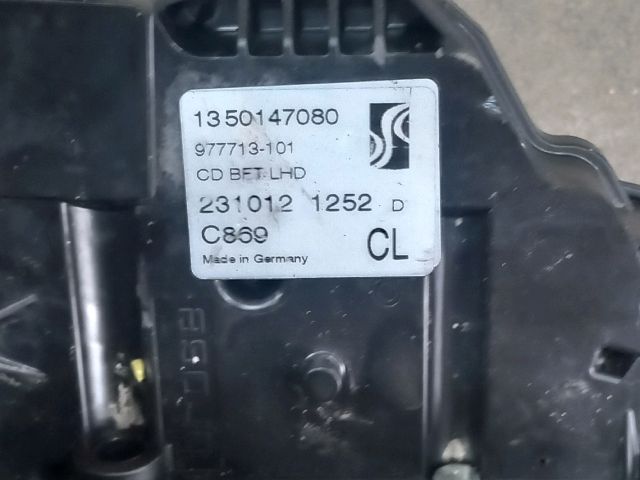 1350147080
977713-101
CD BFT LHD
231012 1252 D
C869 CL
Made in Germany